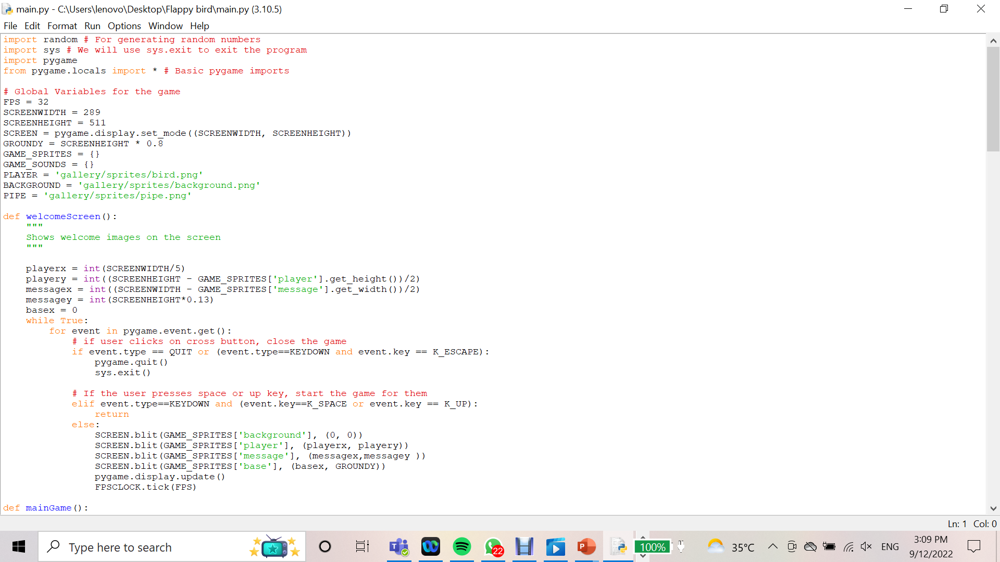 main.py - C:\Users\lenovo\Desktop\Flappy bird\main.py (3.10.5)
File Edit Format Run Options Window Help
import random # For generating random numbers
import sys # We will use sys.exit to exit the program
import pygame
from pygame.locals import * # Basic pygame imports

# Global Variables for the game
FPS = 32
SCREENWIDTH = 289
SCREENHEIGHT = 511
SCREEN = pygame.display.set_mode((SCREENWIDTH, SCREENHEIGHT))
GROUNDY = SCREENHEIGHT * 0.8
GAME_SPRITES = {}
GAME_SOUNDS = {}
PLAYER = 'gallery/sprites/bird.png'
BACKGROUND = 'gallery/sprites/background.png'
PIPE = 'gallery/sprites/pipe.png'

def welcomeScreen():
    """
    Shows welcome images on the screen
    """

    playerx = int(SCREENWIDTH/5)
    playery = int((SCREENHEIGHT - GAME_SPRITES['player'].get_height())/2)
    messagex = int((SCREENWIDTH - GAME_SPRITES['message'].get_width())/2)
    messagey = int(SCREENHEIGHT*0.13)
    basex = 0
    while True:
        for event in pygame.event.get():
            # if user clicks on cross button, close the game
            if event.type == QUIT or (event.type==KEYDOWN and event.key == K_ESCAPE):
                pygame.quit()
                sys.exit()

            # If the user presses space or up key, start the game for them
            elif event.type==KEYDOWN and (event.key==K_SPACE or event.key == K_UP):
                return
            else:
                SCREEN.blit(GAME_SPRITES['background'], (0, 0))
                SCREEN.blit(GAME_SPRITES['player'], (playerx, playery))
                SCREEN.blit(GAME_SPRITES['message'], (messagex,messagey ))
                SCREEN.blit(GAME_SPRITES['base'], (basex, GROUNDY))
                pygame.display.update()
                FPSCLOCK.tick(FPS)

def mainGame():
Ln: 1 Col: 0
Type here to search
22
100%
35°C
ENG
3:09 PM
9/12/2022